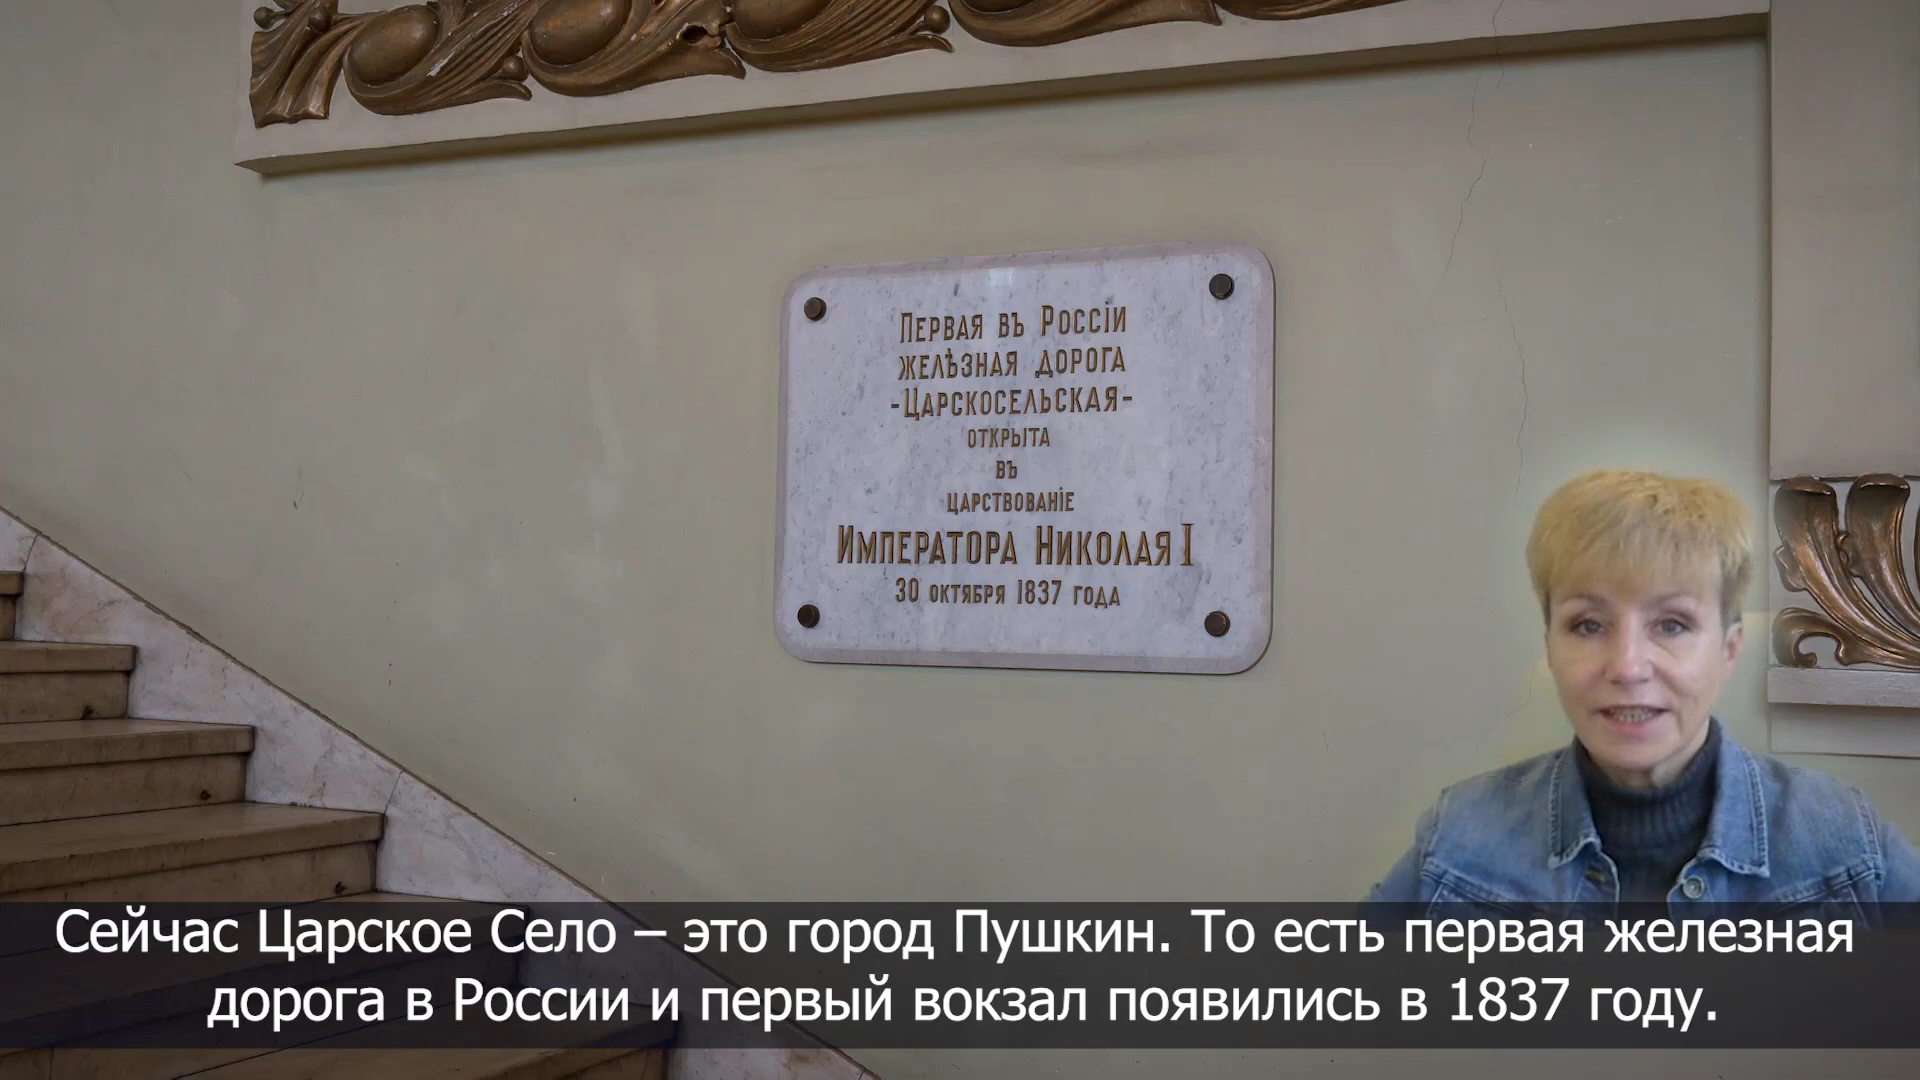 Первая въ Россіи
желѣзная дорога
-Царскосельская-
открыта
въ
царствованіе
Императора Николая I
30 октября 1837 года
Сейчас Царское Село – это город Пушкин. То есть первая железная
дорога в России и первый вокзал появились в 1837 году.